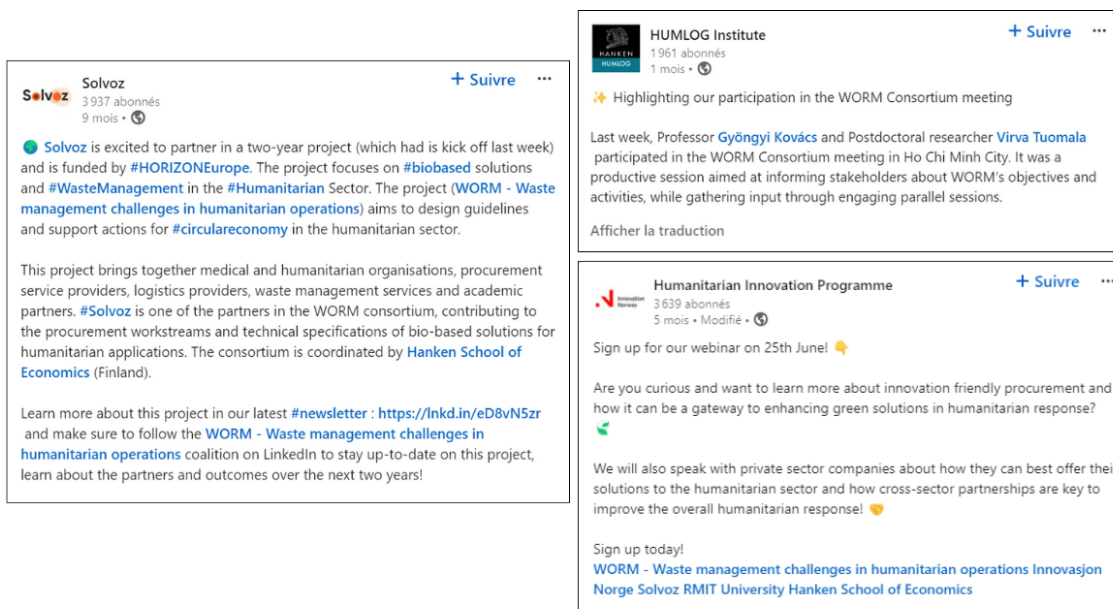 Solvoz
Solvoz
+ Suivre ···
3 937 abonnés
9 mois •
Solvoz is excited to partner in a two-year project (which had is kick off last week)
and is funded by #HORIZONEurope. The project focuses on #biobased solutions
and #WasteManagement in the #Humanitarian Sector. The project (WORM - Waste
management challenges in humanitarian operations) aims to design guidelines
and support actions for #circulareconomy in the humanitarian sector.
This project brings together medical and humanitarian organisations, procurement
service providers, logistics providers, waste management services and academic
partners. #Solvoz is one of the partners in the WORM consortium, contributing to
the procurement workstreams and technical specifications of bio-based solutions for
humanitarian applications. The consortium is coordinated by Hanken School of
Economics (Finland).
Learn more about this project in our latest #newsletter : https://lnkd.in/eD8vN5zr
and make sure to follow the WORM - Waste management challenges in
humanitarian operations coalition on LinkedIn to stay up-to-date on this project,
learn about the partners and outcomes over the next two years!
HANKEN
HUMLOG
HUMLOG Institute
+ Suivre ···
1 961 abonnés
1 mois •
✨ Highlighting our participation in the WORM Consortium meeting
Last week, Professor Gyöngyi Kovács and Postdoctoral researcher Virva Tuomala
participated in the WORM Consortium meeting in Ho Chi Minh City. It was a
productive session aimed at informing stakeholders about WORM's objectives and
activities, while gathering input through engaging parallel sessions.
Afficher la traduction
Innovation
Norway
Humanitarian Innovation Programme
+ Suivre ···
3 639 abonnés
5 mois • Modifié •
Sign up for our webinar on 25th June! 👇
Are you curious and want to learn more about innovation friendly procurement and
how it can be a gateway to enhancing green solutions in humanitarian response?
We will also speak with private sector companies about how they can best offer thei
solutions to the humanitarian sector and how cross-sector partnerships are key to
improve the overall humanitarian response! 🤝
Sign up today!
WORM - Waste management challenges in humanitarian operations Innovasjon
Norge Solvoz RMIT University Hanken School of Economics